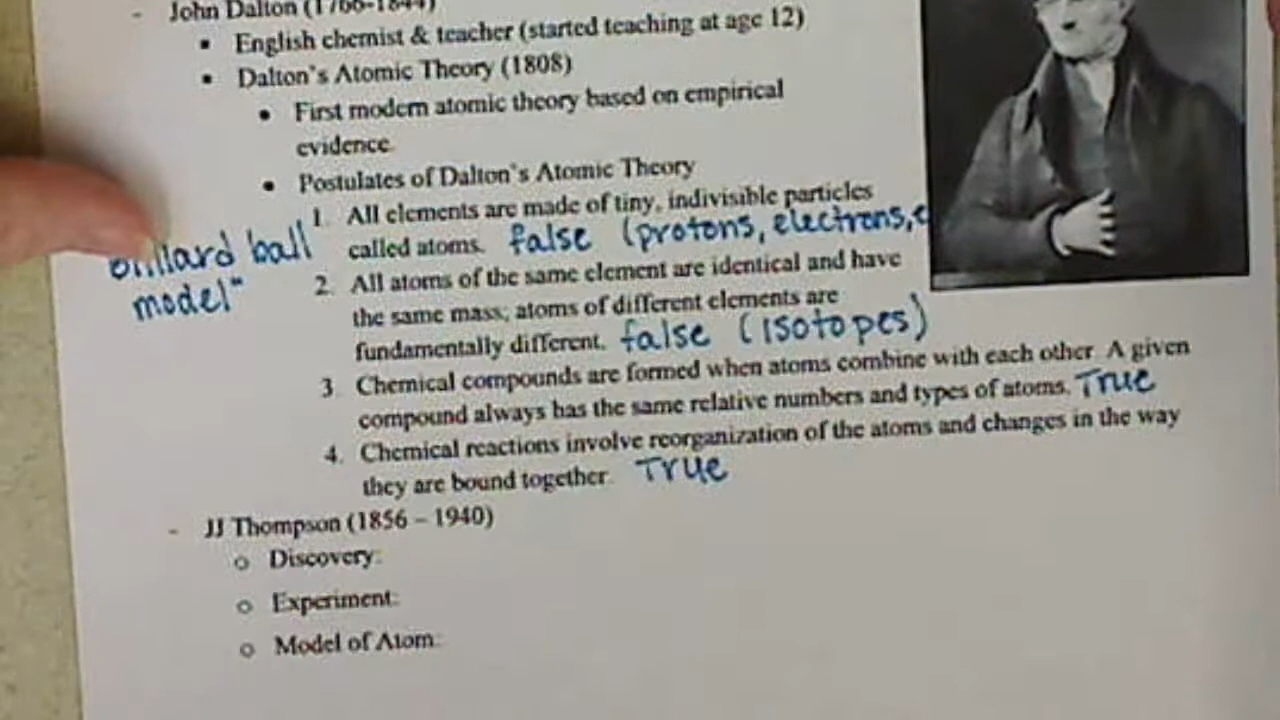 - John Dalton (1766-1844)
▪ English chemist & teacher (started teaching at age 12)
▪ Dalton's Atomic Theory (1808)
• First modern atomic theory based on empirical
evidence.
• Postulates of Dalton's Atomic Theory
1. All elements are made of tiny, indivisible particles
called atoms. false (protons, electrons,
billard ball
model"
2. All atoms of the same element are identical and have
the same mass; atoms of different elements are
fundamentally different. false (isotopes)
3. Chemical compounds are formed when atoms combine with each other. A given
compound always has the same relative numbers and types of atoms. True
4. Chemical reactions involve reorganization of the atoms and changes in the way
they are bound together. True
- JJ Thompson (1856 – 1940)
o Discovery:
o Experiment:
o Model of Atom: